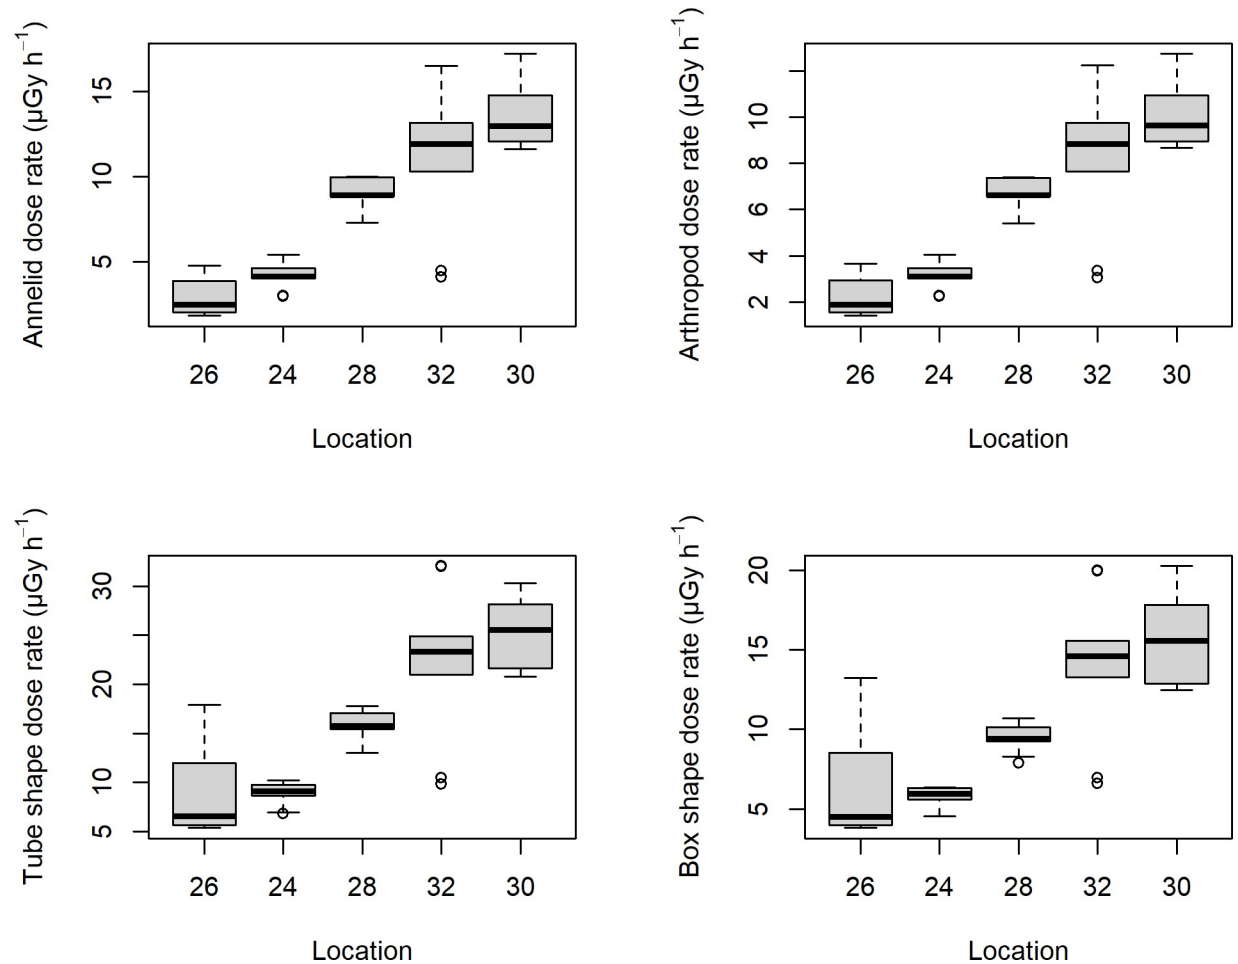 Annelid dose rate (µGy h⁻¹)
15
10
5
26 24 28 32 30
Location
Arthropod dose rate (µGy h⁻¹)
10
8
6
4
2
26 24 28 32 30
Location
Tube shape dose rate (µGy h⁻¹)
30
20
10
5
26 24 28 32 30
Location
Box shape dose rate (µGy h⁻¹)
20
15
10
5
26 24 28 32 30
Location